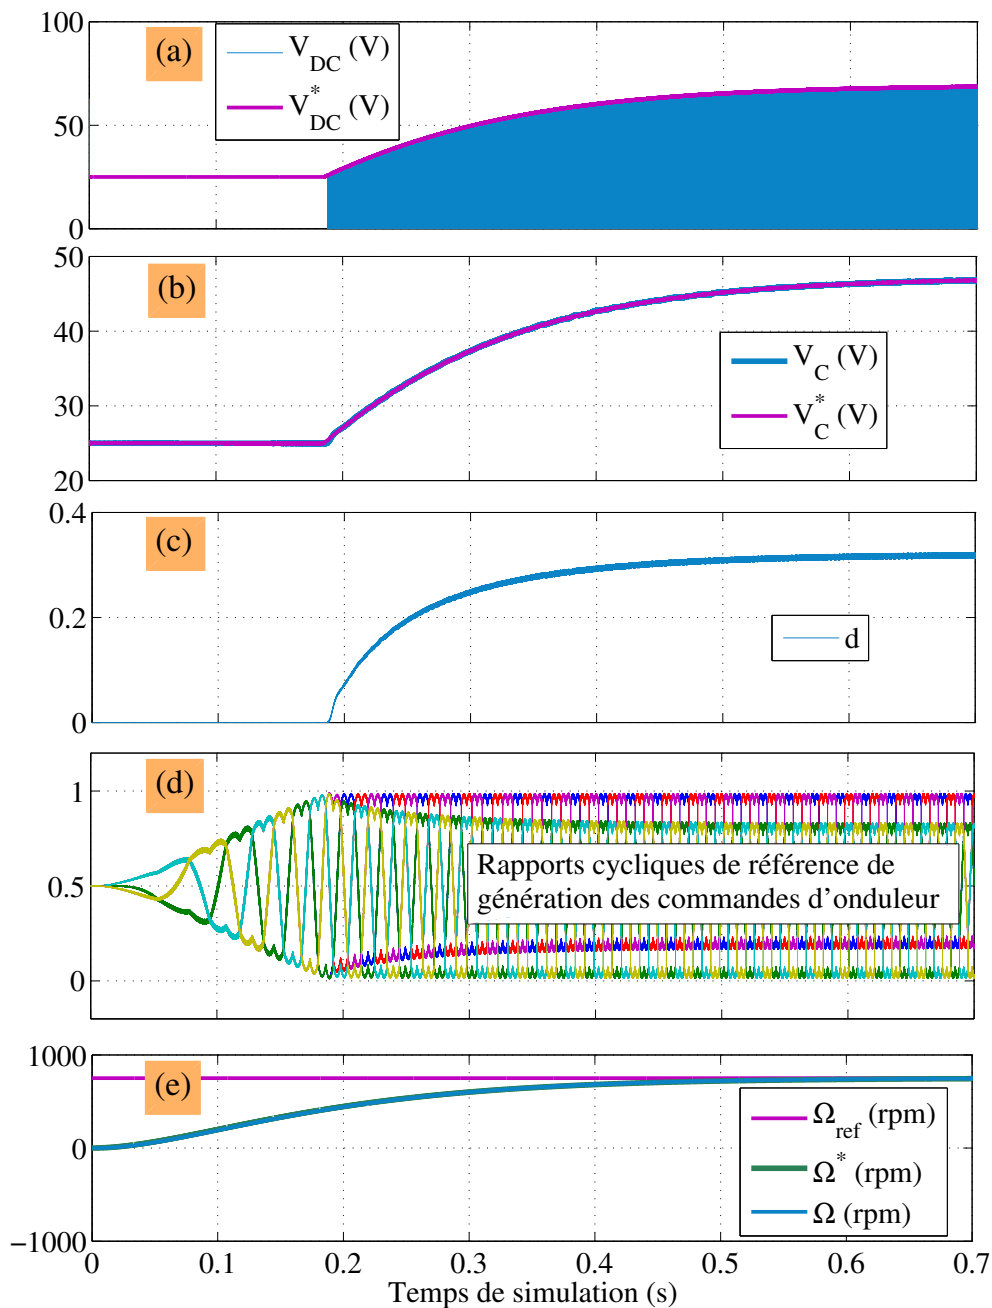 100
50
0
(a)
V_DC (V)
V*_DC (V)
50
40
30
20
(b)
V_C (V)
V*_C (V)
0.4
0.2
0
(c)
d
1
0.5
0
(d)
Rapports cycliques de référence de
génération des commandes d'onduleur
1000
0
−1000
(e)
Ω_ref (rpm)
Ω* (rpm)
Ω (rpm)
0 0.1 0.2 0.3 0.4 0.5 0.6 0.7
Temps de simulation (s)